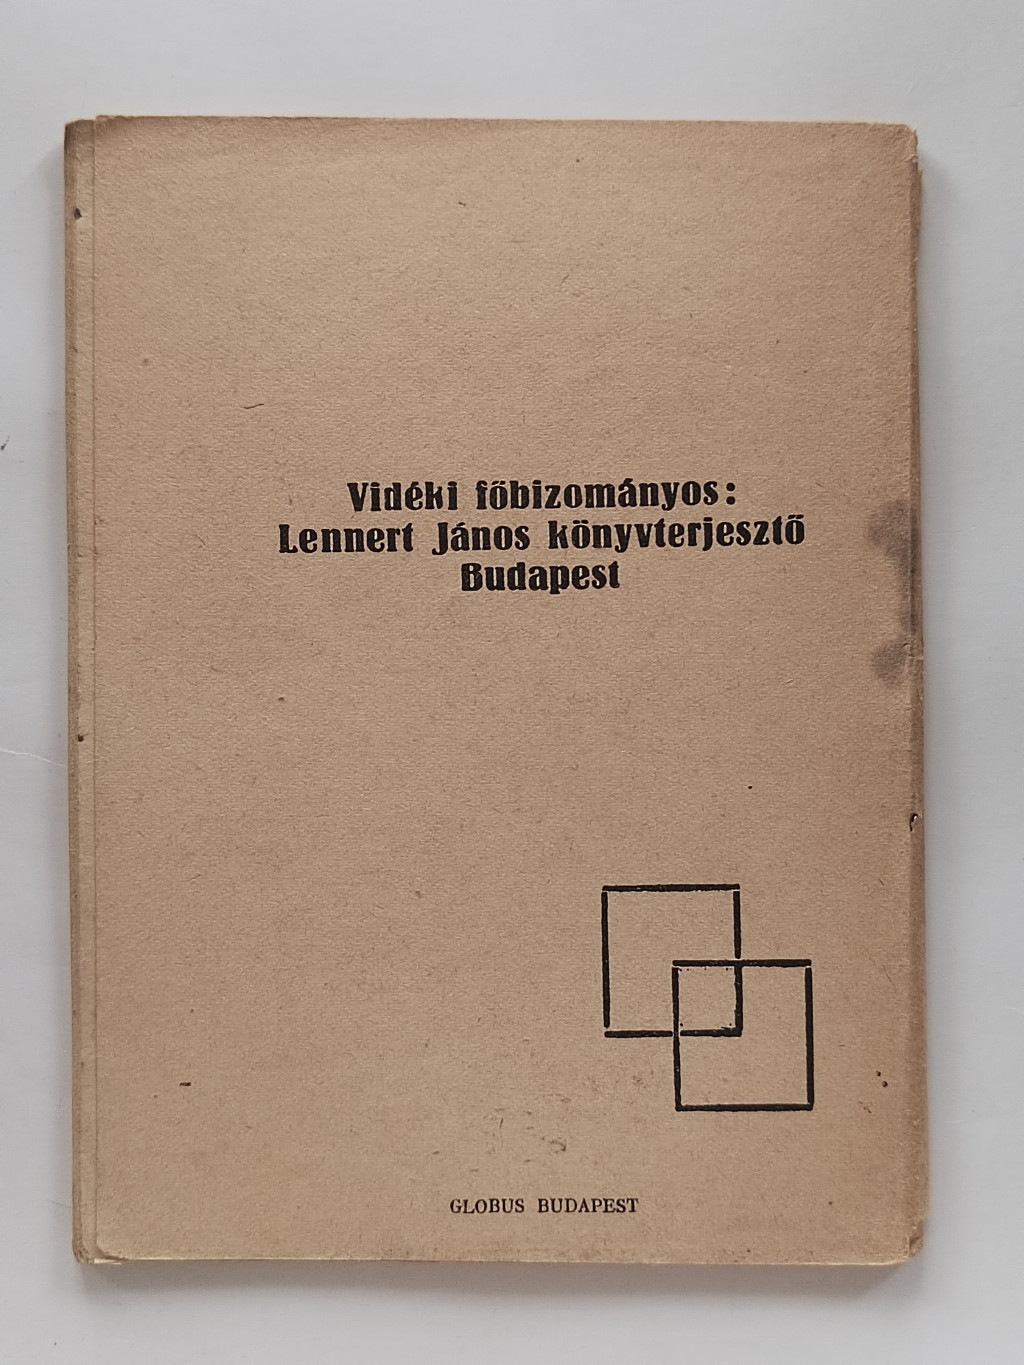 Vidéki főbizományos:
Lennert János könyvterjesztő
Budapest
GLOBUS BUDAPEST